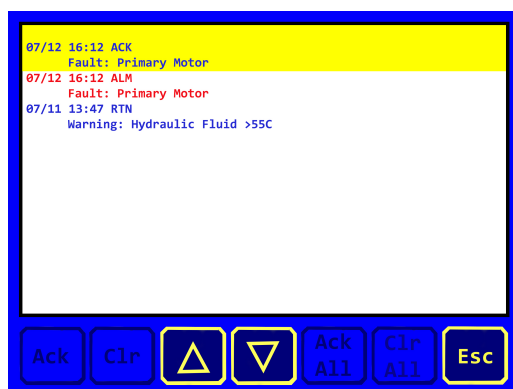 07/12 16:12 ACK
Fault: Primary Motor
07/12 16:12 ALM
Fault: Primary Motor
07/11 13:47 RTN
Warning: Hydraulic Fluid >55C
Ack Clr Ack All Clr All Esc